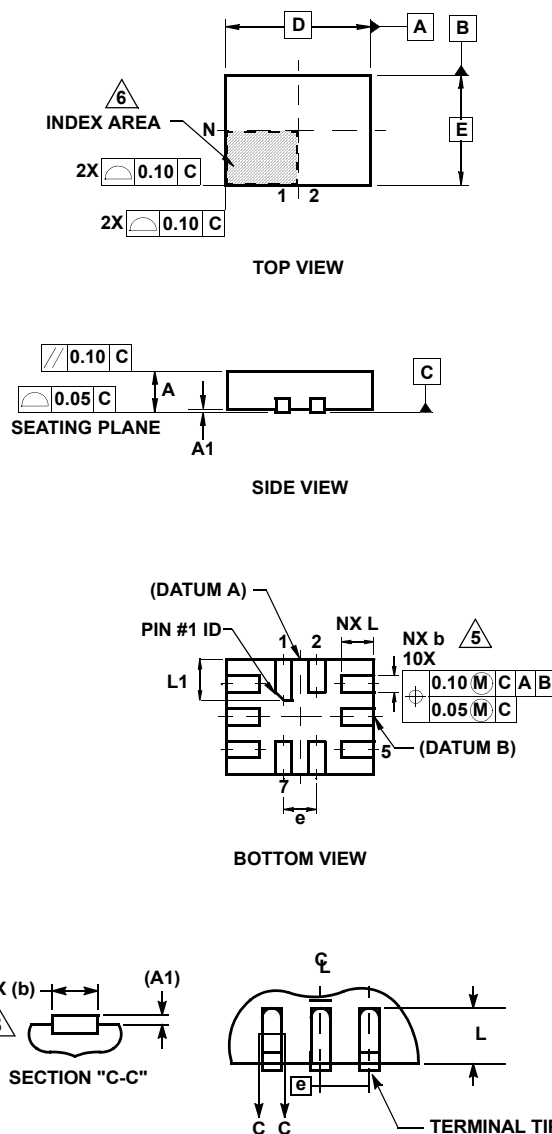 D
A
B
6
INDEX AREA
N
E
2X 0.10 C
1 2
2X 0.10 C
TOP VIEW
// 0.10 C
A
C
0.05 C
SEATING PLANE
A1
SIDE VIEW
(DATUM A)
PIN #1 ID
1 2
NX L
NX b 5
10X
L1
0.10 M C A B
0.05 M C
5
(DATUM B)
7
e
BOTTOM VIEW
X (b)
(A1)
SECTION "C-C"
CL
L
e
C C
TERMINAL TIP